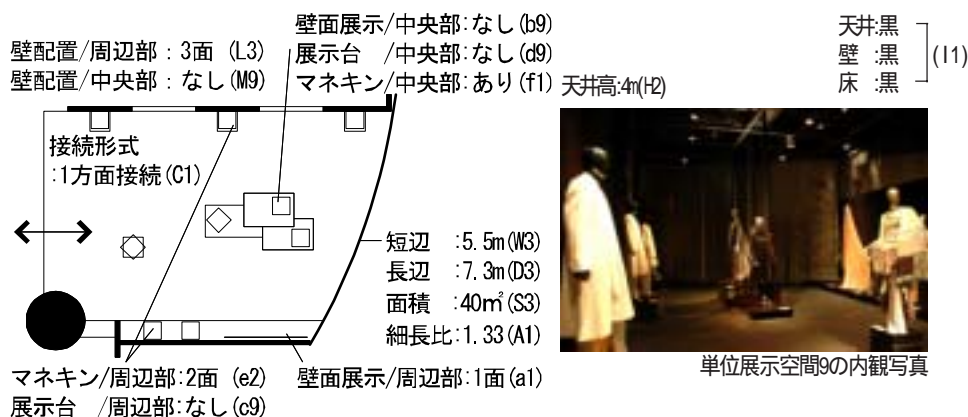 壁面展示/中央部:なし(b9)
壁配置/周辺部:3面 (L3)
展示台 /中央部:なし(d9)
壁配置/中央部:なし(M9)
マネキン/中央部:あり(f1)
天井高:4m(H2)
天井:黒
壁 :黒
床 :黒
(I1)
接続形式
:1方面接続(C1)
短辺 :5.5m(W3)
長辺 :7.3m(D3)
面積 :40㎡(S3)
細長比:1.33(A1)
単位展示空間9の内観写真
マネキン/周辺部:2面 (e2)
壁面展示/周辺部:1面(a1)
展示台 /周辺部:なし(c9)